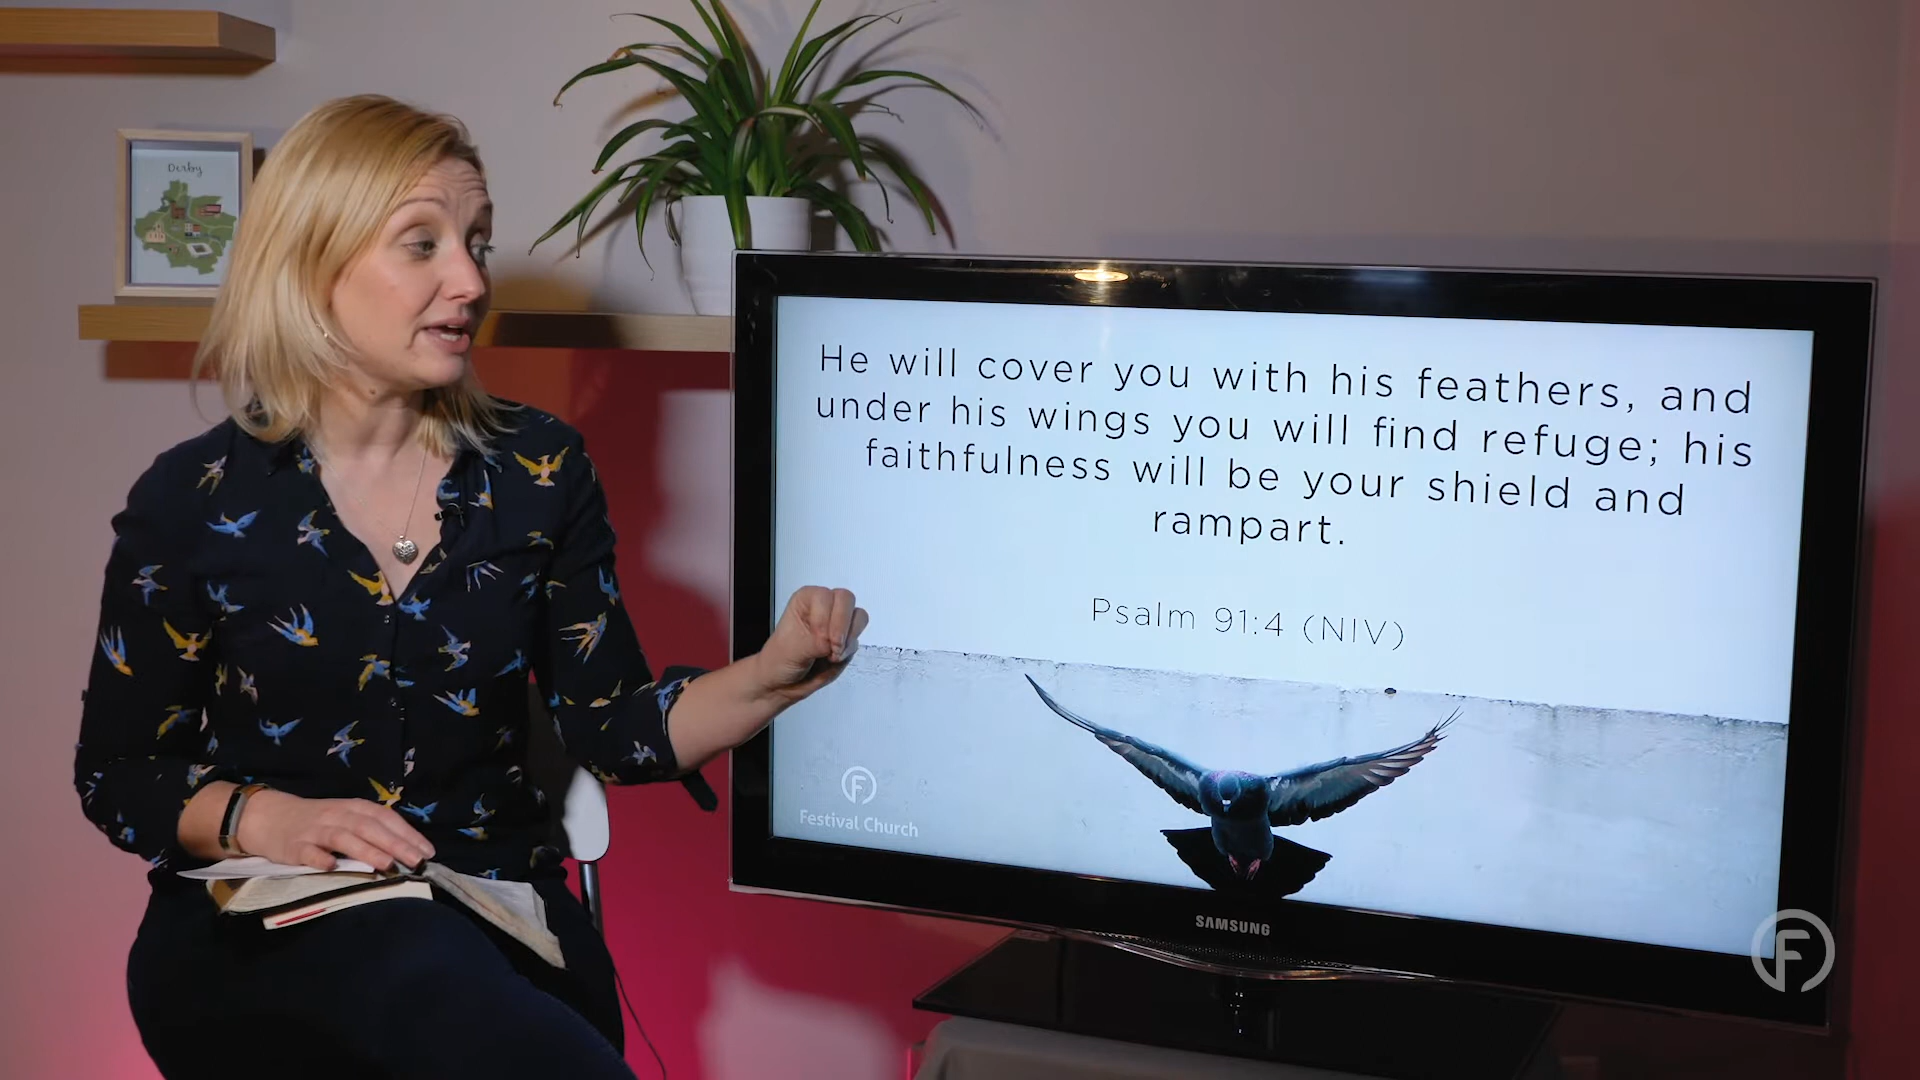 Derby
He will cover you with his feathers, and
under his wings you will find refuge; his
faithfulness will be your shield and
rampart.
Psalm 91:4 (NIV)
F
Festival Church
SAMSUNG
F